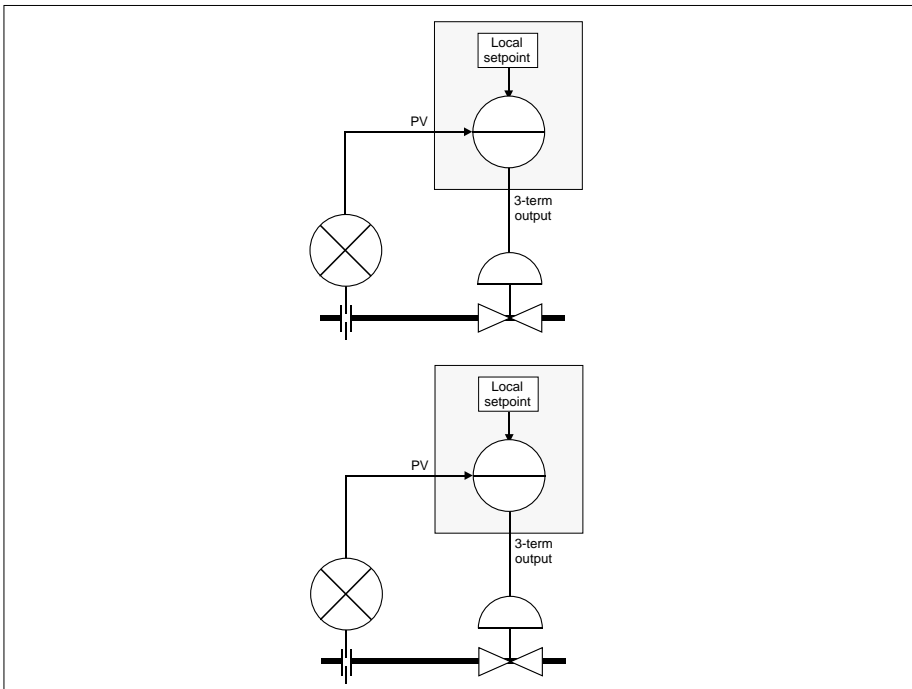 Local
setpoint
PV
3-term
output
Local
setpoint
PV
3-term
output